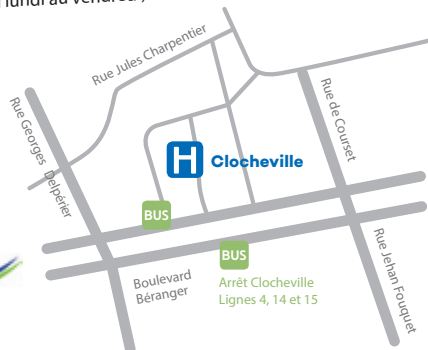 lundi au vendredi,
Rue Jules Charpentier
Rue Georges
Delpérier
Rue de Courset
H Clocheville
BUS
BUS
Boulevard
Béranger
Arrêt Clocheville
Lignes 4, 14 et 15
Rue Jehan Fouquet